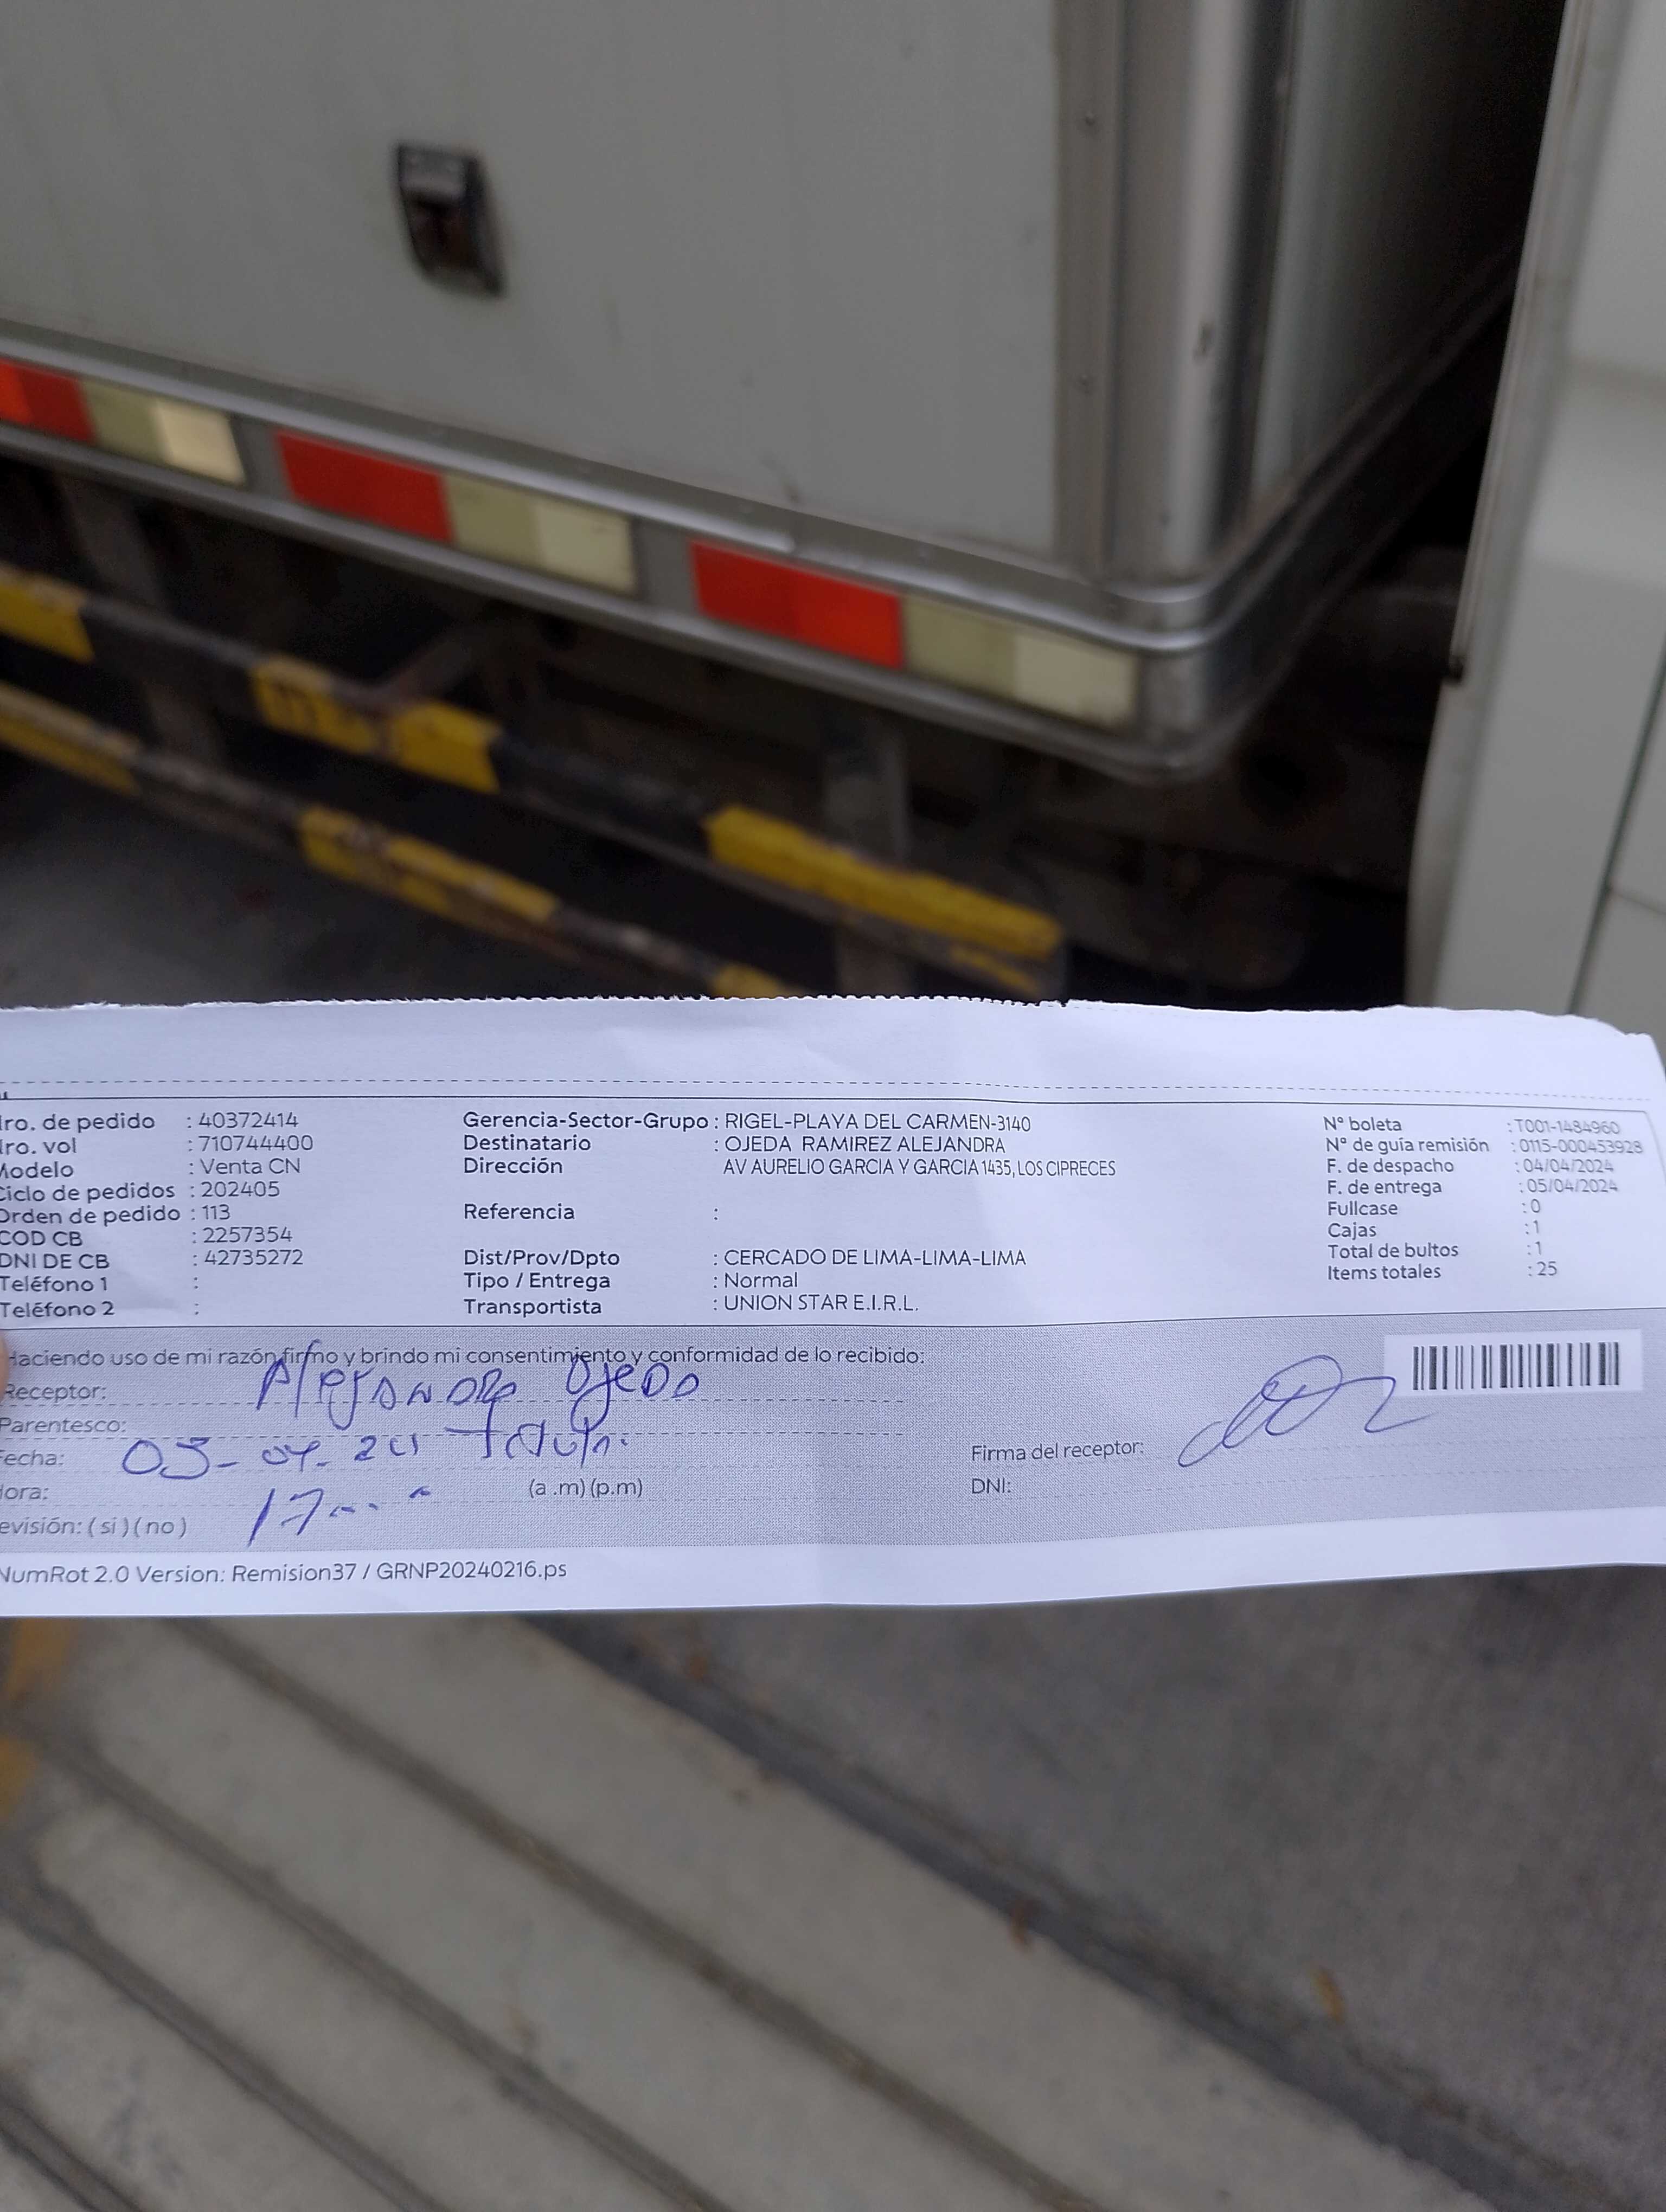 ro. de pedido : 40372414 Gerencia-Sector-Grupo : RIGEL-PLAYA DEL CARMEN-3140 N° boleta : T001-1484960
ro. vol : 710744400 Destinatario : OJEDA RAMIREZ ALEJANDRA N° de guía remisión : 0115-000453928
Modelo : Venta CN Dirección AV AURELIO GARCIA Y GARCIA 1435, LOS CIPRECES F. de despacho : 04/04/2024
Ciclo de pedidos : 202405 F. de entrega : 05/04/2024
Orden de pedido : 113 Referencia : Fullcase : 0
COD CB : 2257354 Cajas : 1
DNI DE CB : 42735272 Dist/Prov/Dpto : CERCADO DE LIMA-LIMA-LIMA Total de bultos : 1
Teléfono 1 : Tipo / Entrega : Normal Items totales : 25
Teléfono 2 : Transportista : UNION STAR E.I.R.L.
Haciendo uso de mi razón firmo y brindo mi consentimiento y conformidad de lo recibido:
Receptor: Alejandra Ojeda
Parentesco:
Fecha: 05-04-24 Firma del receptor:
ora: 17 (a .m) (p.m) DNI:
evisión: ( si ) ( no )
NumRot 2.0 Version: Remision37 / GRNP20240216.ps